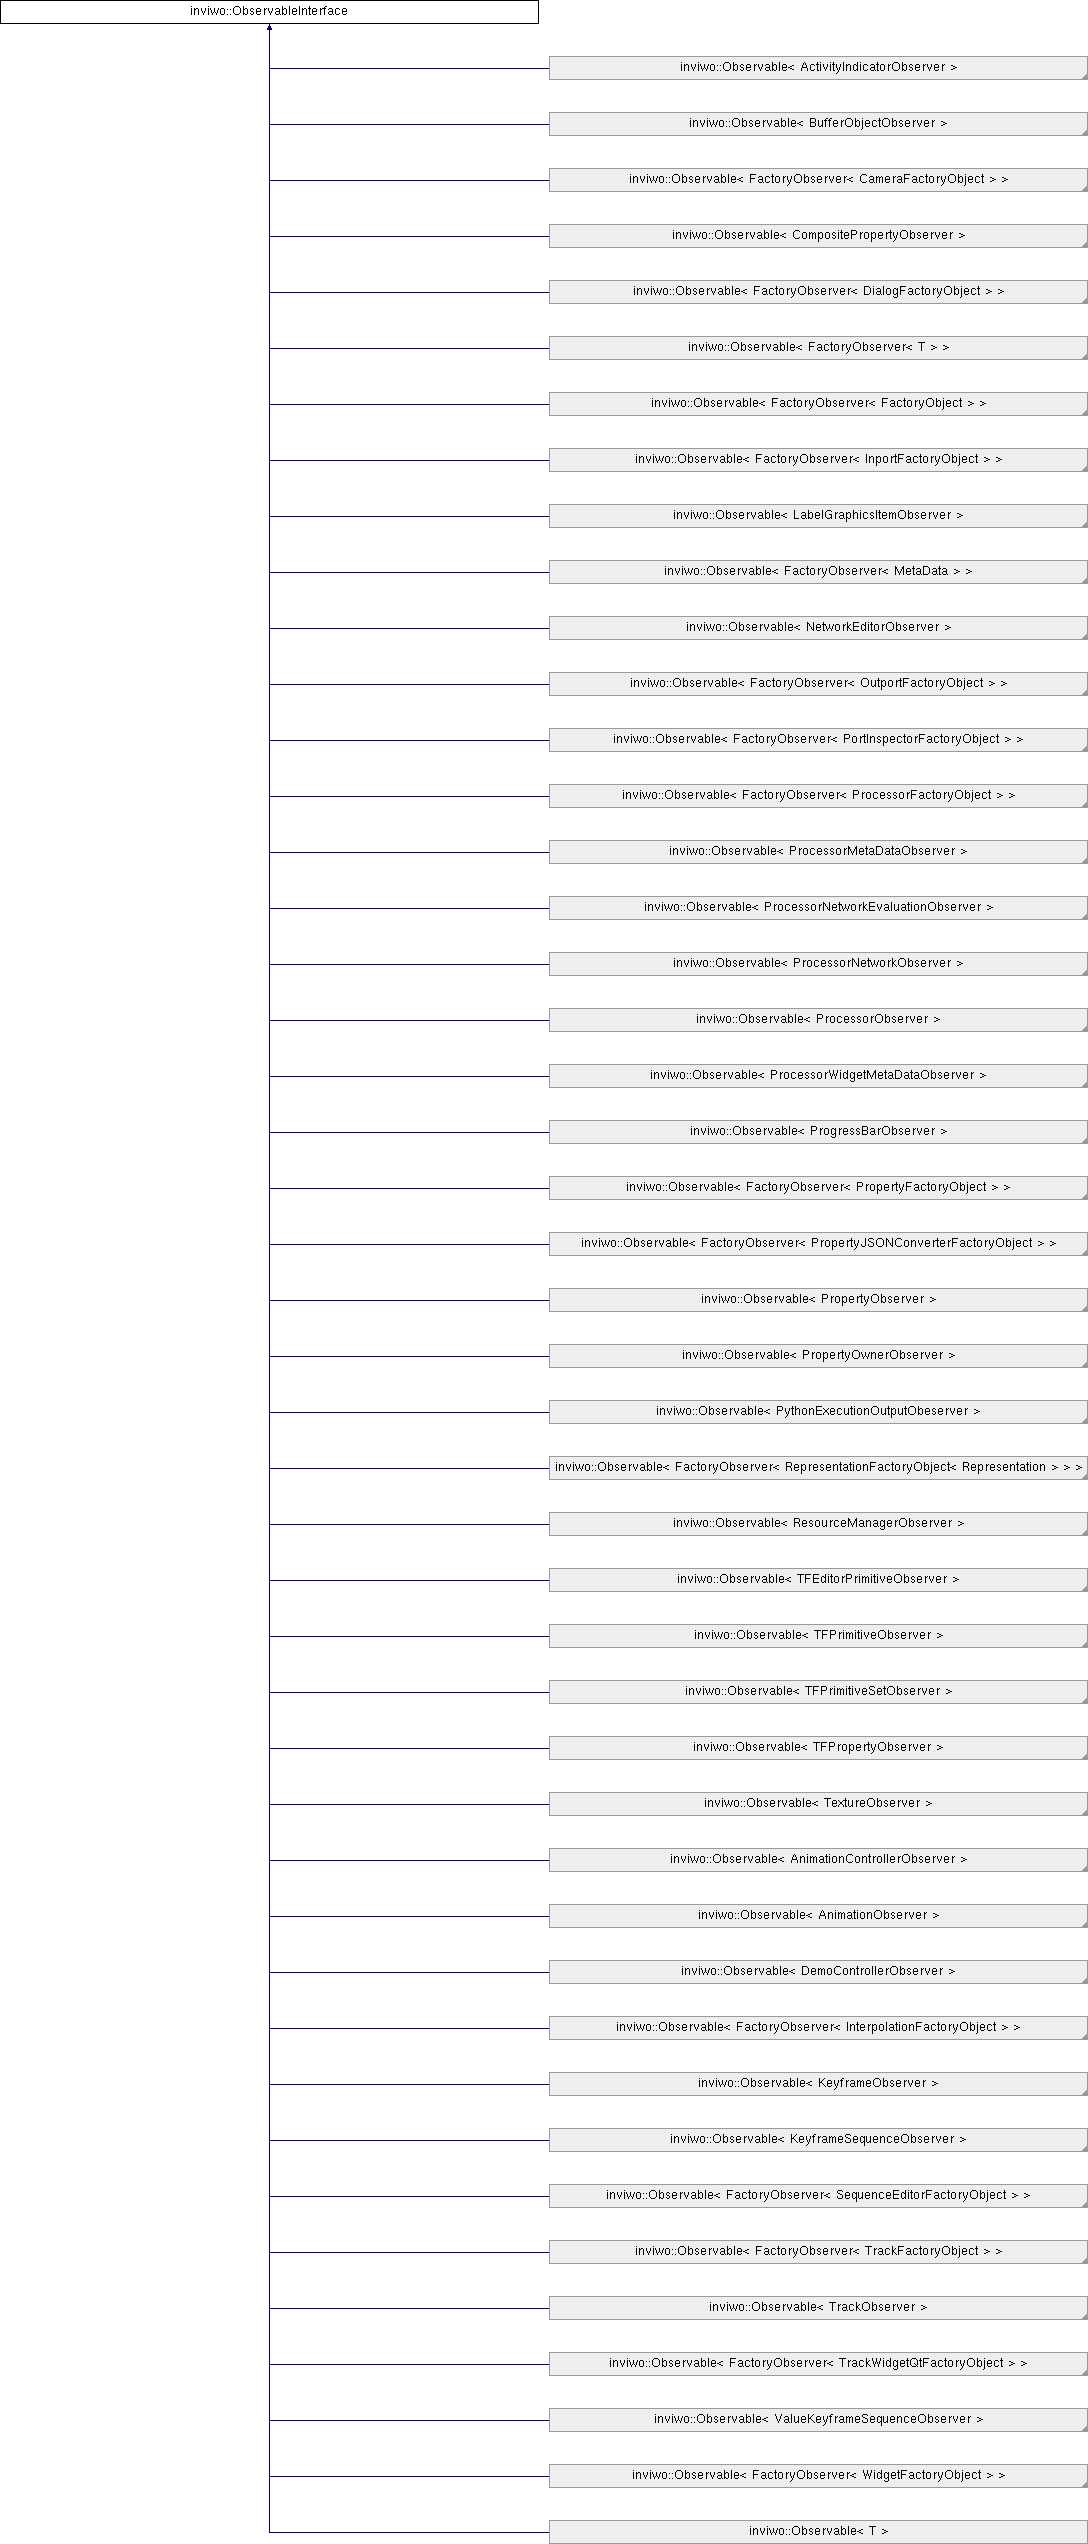 inviwo::ObservableInterface
inviwo::Observable< ActivityIndicatorObserver >
inviwo::Observable< BufferObjectObserver >
inviwo::Observable< FactoryObserver< CameraFactoryObject > >
inviwo::Observable< CompositePropertyObserver >
inviwo::Observable< FactoryObserver< DialogFactoryObject > >
inviwo::Observable< FactoryObserver< T > >
inviwo::Observable< FactoryObserver< FactoryObject > >
inviwo::Observable< FactoryObserver< InportFactoryObject > >
inviwo::Observable< LabelGraphicsItemObserver >
inviwo::Observable< FactoryObserver< MetaData > >
inviwo::Observable< NetworkEditorObserver >
inviwo::Observable< FactoryObserver< OutportFactoryObject > >
inviwo::Observable< FactoryObserver< PortInspectorFactoryObject > >
inviwo::Observable< FactoryObserver< ProcessorFactoryObject > >
inviwo::Observable< ProcessorMetaDataObserver >
inviwo::Observable< ProcessorNetworkEvaluationObserver >
inviwo::Observable< ProcessorNetworkObserver >
inviwo::Observable< ProcessorObserver >
inviwo::Observable< ProcessorWidgetMetaDataObserver >
inviwo::Observable< ProgressBarObserver >
inviwo::Observable< FactoryObserver< PropertyFactoryObject > >
inviwo::Observable< FactoryObserver< PropertyJSONConverterFactoryObject > >
inviwo::Observable< PropertyObserver >
inviwo::Observable< PropertyOwnerObserver >
inviwo::Observable< PythonExecutionOutputObeserver >
inviwo::Observable< FactoryObserver< RepresentationFactoryObject< Representation > > >
inviwo::Observable< ResourceManagerObserver >
inviwo::Observable< TFEditorPrimitiveObserver >
inviwo::Observable< TFPrimitiveObserver >
inviwo::Observable< TFPrimitiveSetObserver >
inviwo::Observable< TFPropertyObserver >
inviwo::Observable< TextureObserver >
inviwo::Observable< AnimationControllerObserver >
inviwo::Observable< AnimationObserver >
inviwo::Observable< DemoControllerObserver >
inviwo::Observable< FactoryObserver< InterpolationFactoryObject > >
inviwo::Observable< KeyframeObserver >
inviwo::Observable< KeyframeSequenceObserver >
inviwo::Observable< FactoryObserver< SequenceEditorFactoryObject > >
inviwo::Observable< FactoryObserver< TrackFactoryObject > >
inviwo::Observable< TrackObserver >
inviwo::Observable< FactoryObserver< TrackWidgetQtFactoryObject > >
inviwo::Observable< ValueKeyframeSequenceObserver >
inviwo::Observable< FactoryObserver< WidgetFactoryObject > >
inviwo::Observable< T >